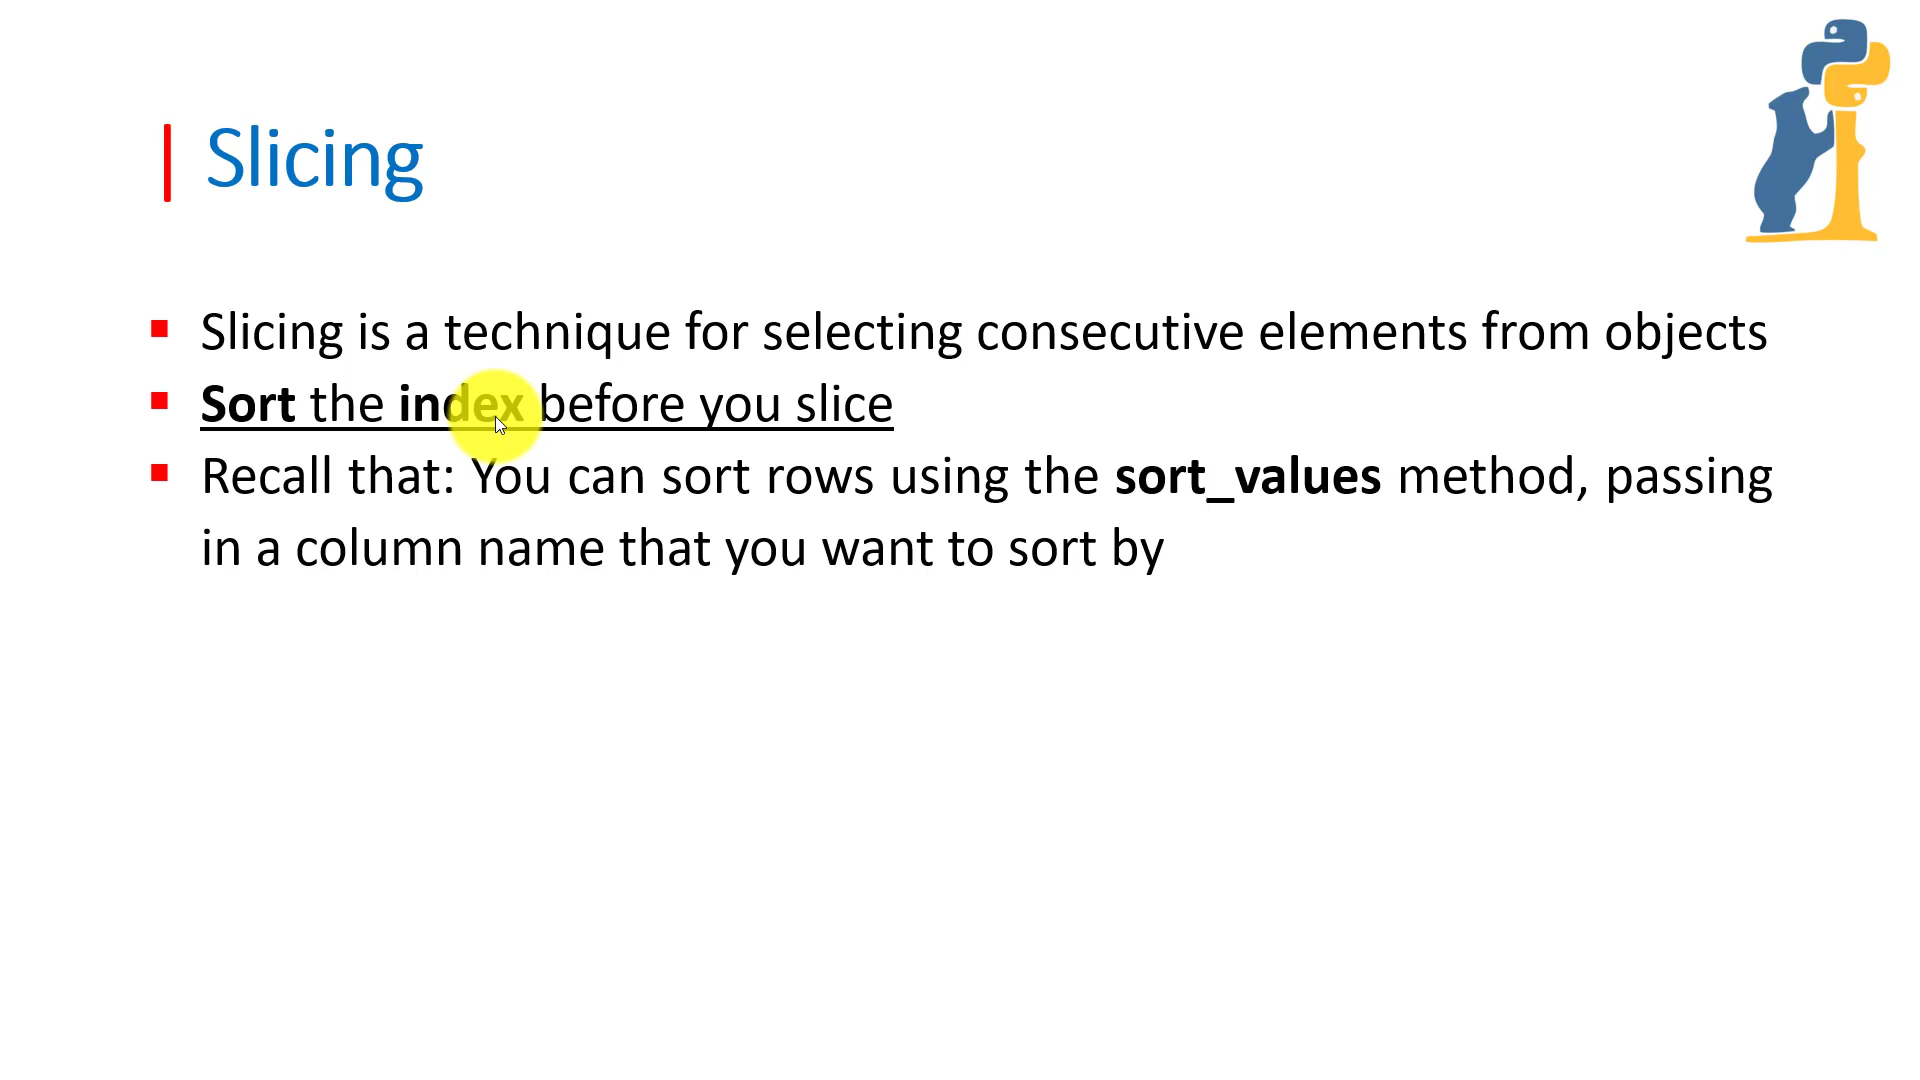 Slicing
Slicing is a technique for selecting consecutive elements from objects
Sort the index before you slice
Recall that: You can sort rows using the sort_values method, passing
in a column name that you want to sort by